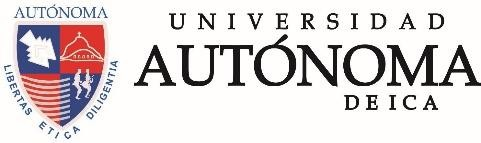 AUTÓNOMA
LIBERTAS ETICA DILIGENTIA
UNIVERSIDAD
AUTÓNOMA
DE ICA